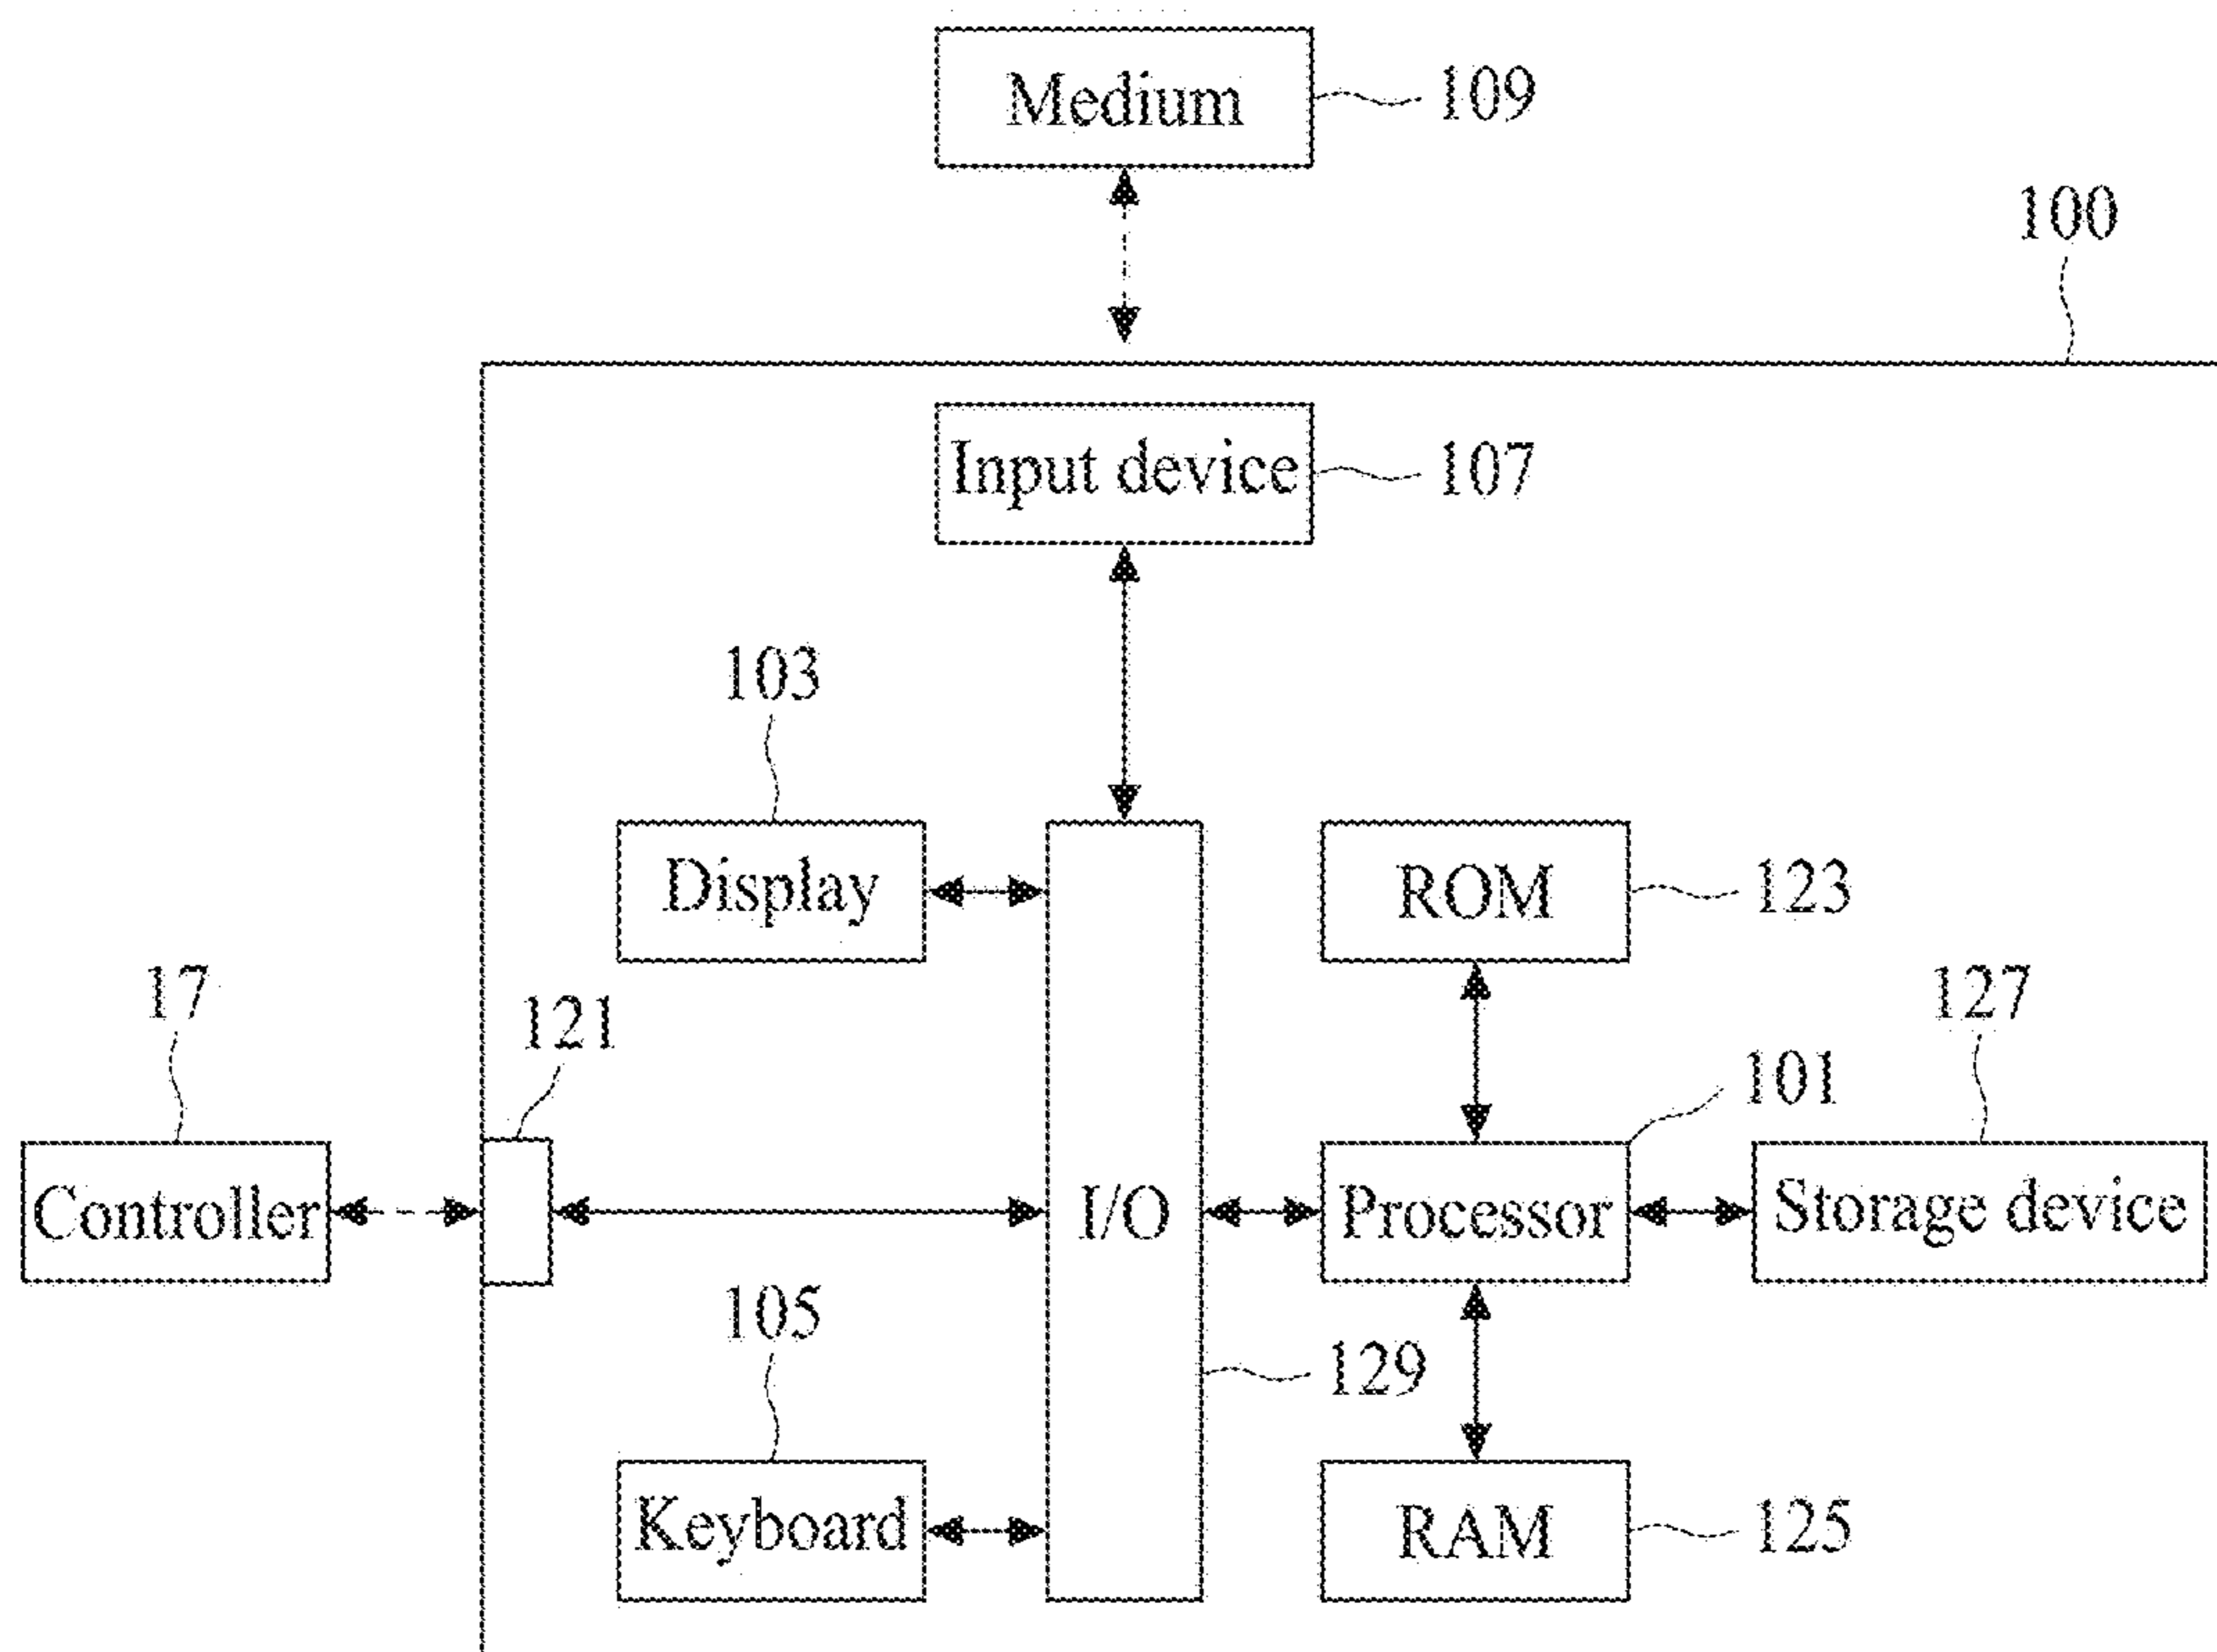 Medium 109
100
Input device 107
103
Display
ROM 123
17
121
127
101
Controller
I/O
Processor
Storage device
105
129
Keyboard
RAM 125